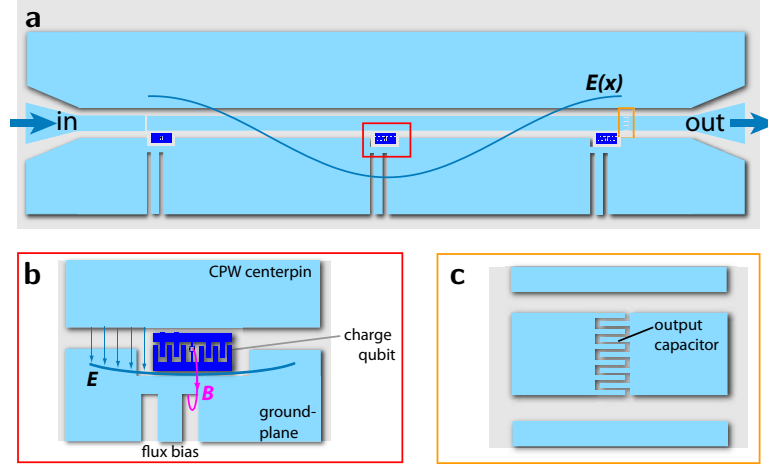 a
E(x)
in
out
b
CPW centerpin
charge
qubit
E
B
ground-
plane
flux bias
c
output
capacitor